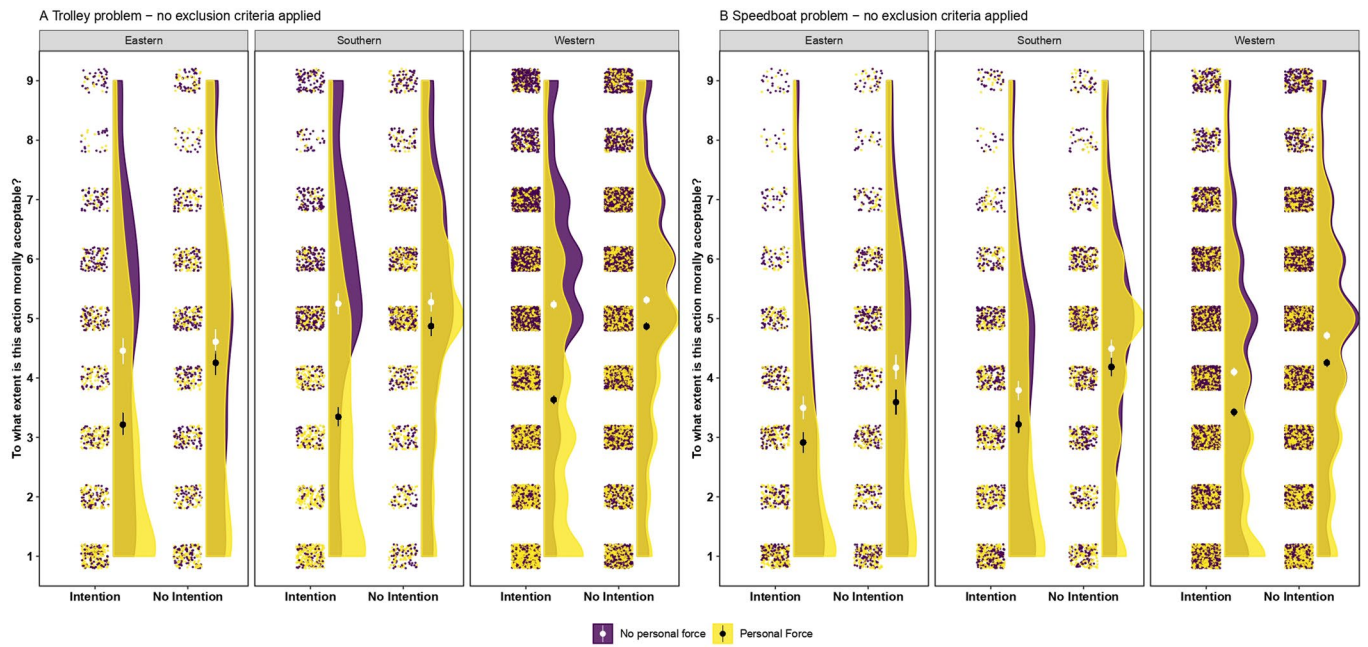 A Trolley problem − no exclusion criteria applied
Eastern
Southern
Western
To what extent is this action morally acceptable?
9
8
7
6
5
4
3
2
1
Intention
No Intention
Intention
No Intention
Intention
No Intention
B Speedboat problem − no exclusion criteria applied
Eastern
Southern
Western
To what extent is this action morally acceptable?
9
8
7
6
5
4
3
2
1
Intention
No Intention
Intention
No Intention
Intention
No Intention
No personal force
Personal Force